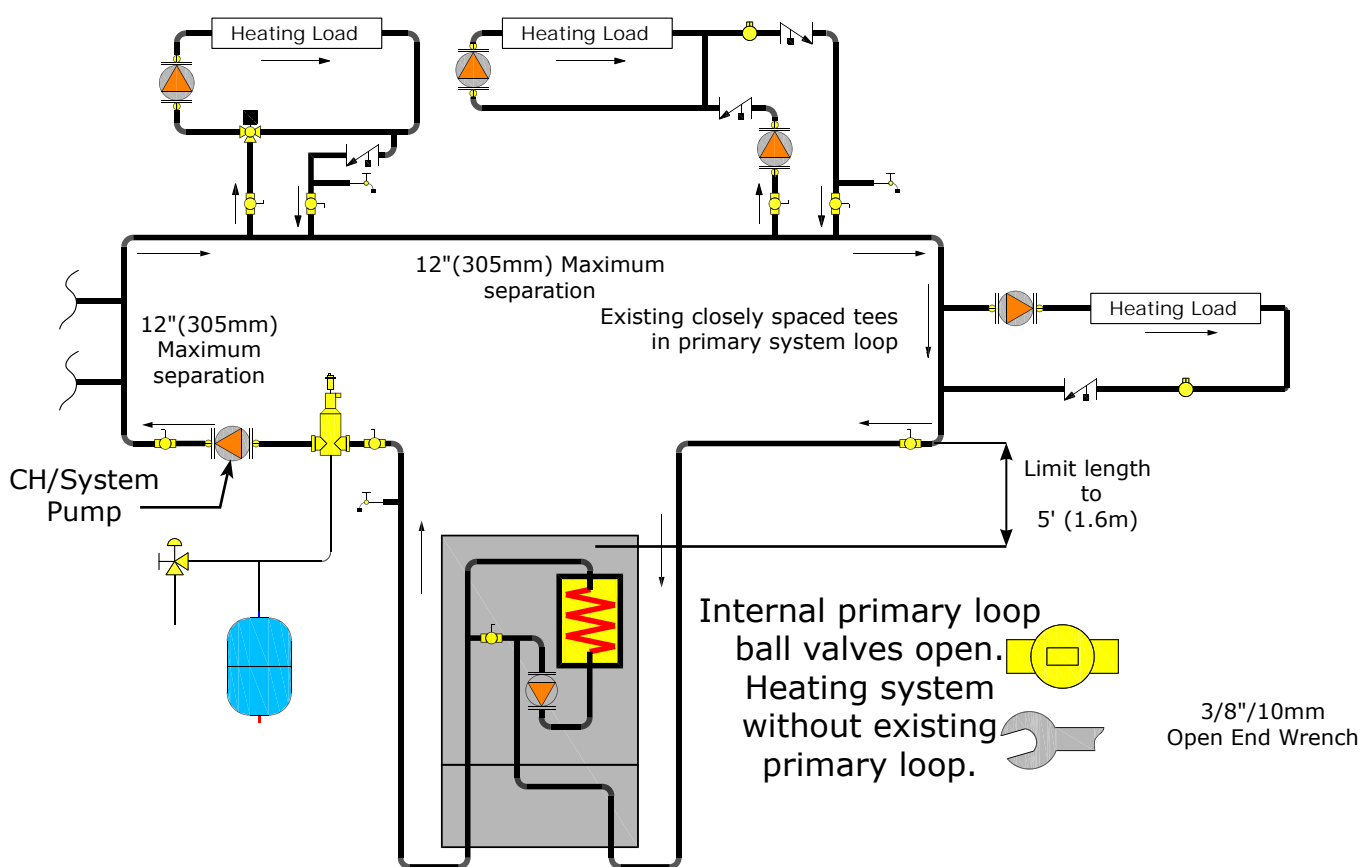 Heating Load
Heating Load
12"(305mm) Maximum
separation
12"(305mm)
Maximum
separation
Existing closely spaced tees
in primary system loop
Heating Load
CH/System
Pump
Limit length
to
5' (1.6m)
Internal primary loop
ball valves open.
Heating system
without existing
primary loop.
3/8"/10mm
Open End Wrench